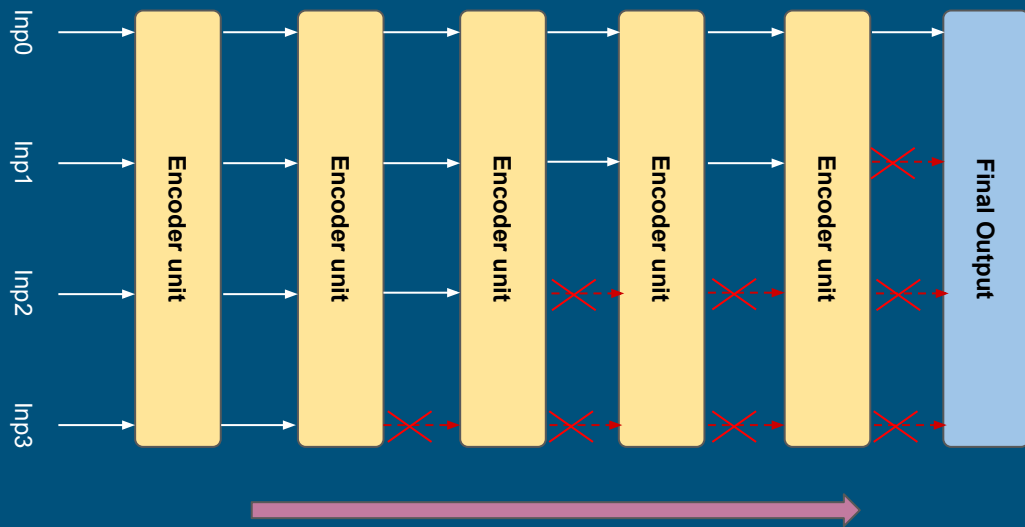 Inp0
Inp1
Inp2
Inp3
Encoder unit
Encoder unit
Encoder unit
Encoder unit
Encoder unit
Final Output